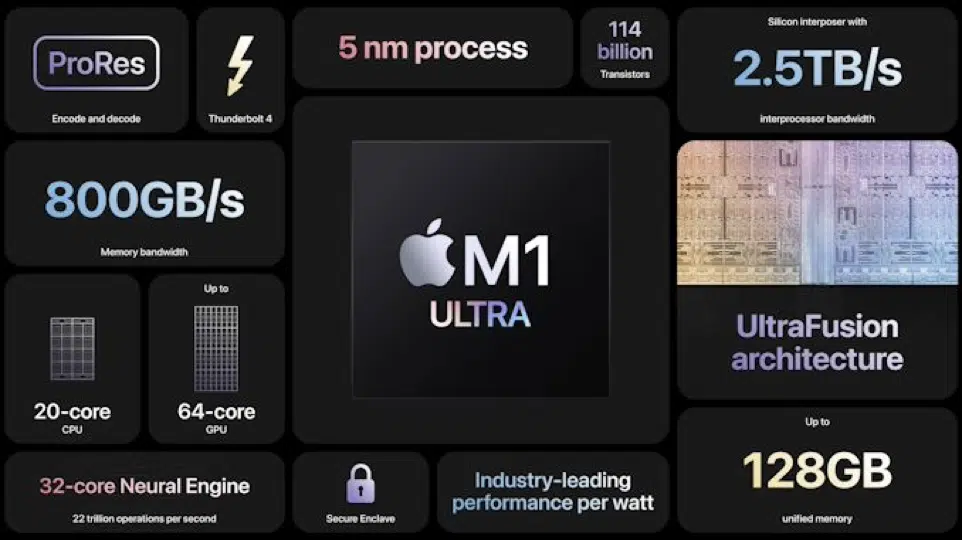 ProRes
Encode and decode
Thunderbolt 4
5 nm process
114
billion
Transistors
Silicon interposer with
2.5TB/s
interprocessor bandwidth
800GB/s
Memory bandwidth
M1
ULTRA
UltraFusion
architecture
20-core
CPU
Up to
64-core
GPU
Up to
128GB
unified memory
32-core Neural Engine
22 trillion operations per second
Secure Enclave
Industry-leading
performance per watt